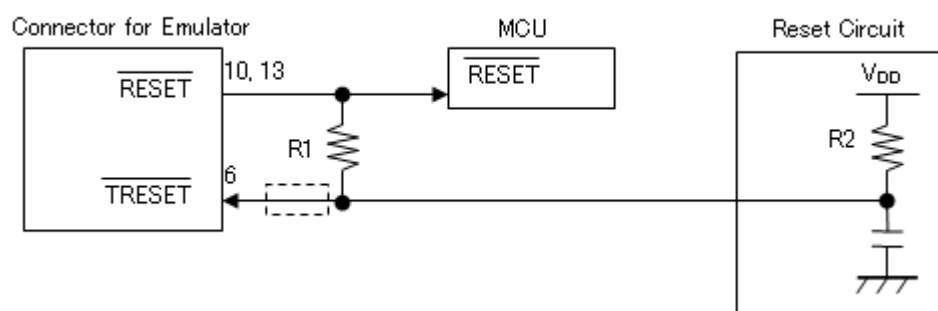 Connector for Emulator
MCU
Reset Circuit
RESET
10, 13
RESET
VDD
R1
R2
TRESET
6